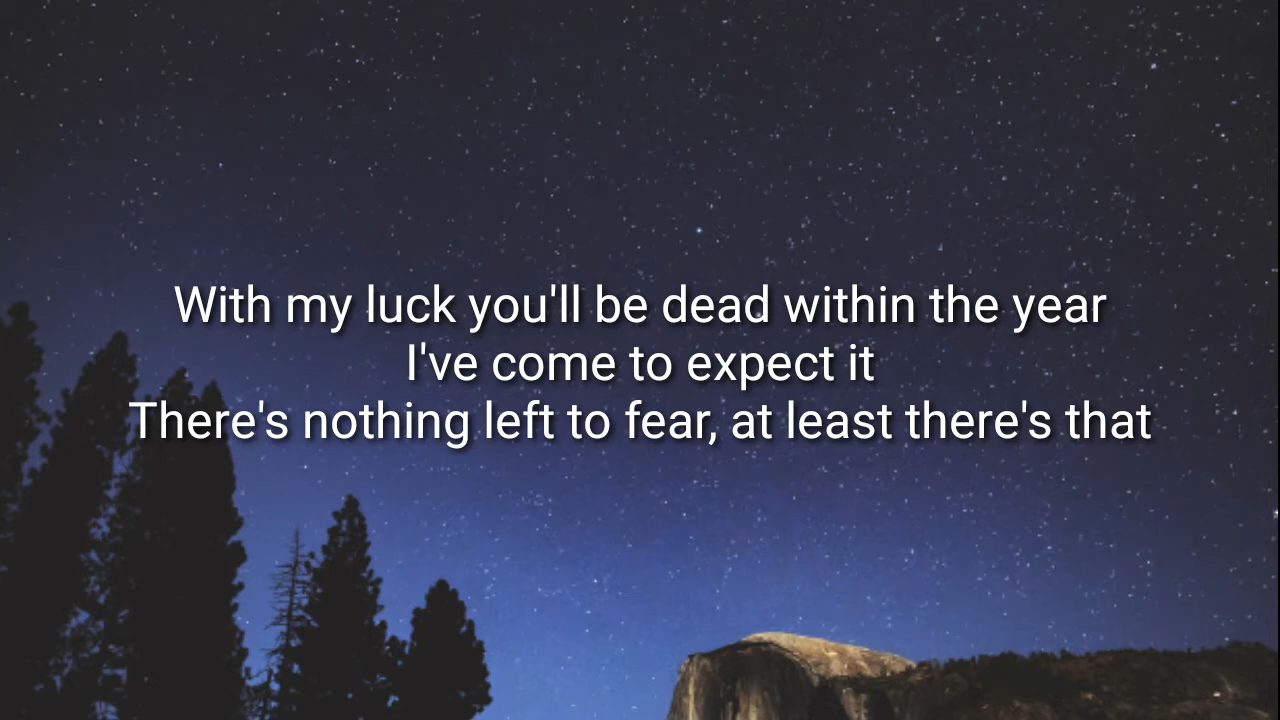 With my luck you'll be dead within the year
I've come to expect it
There's nothing left to fear, at least there's that